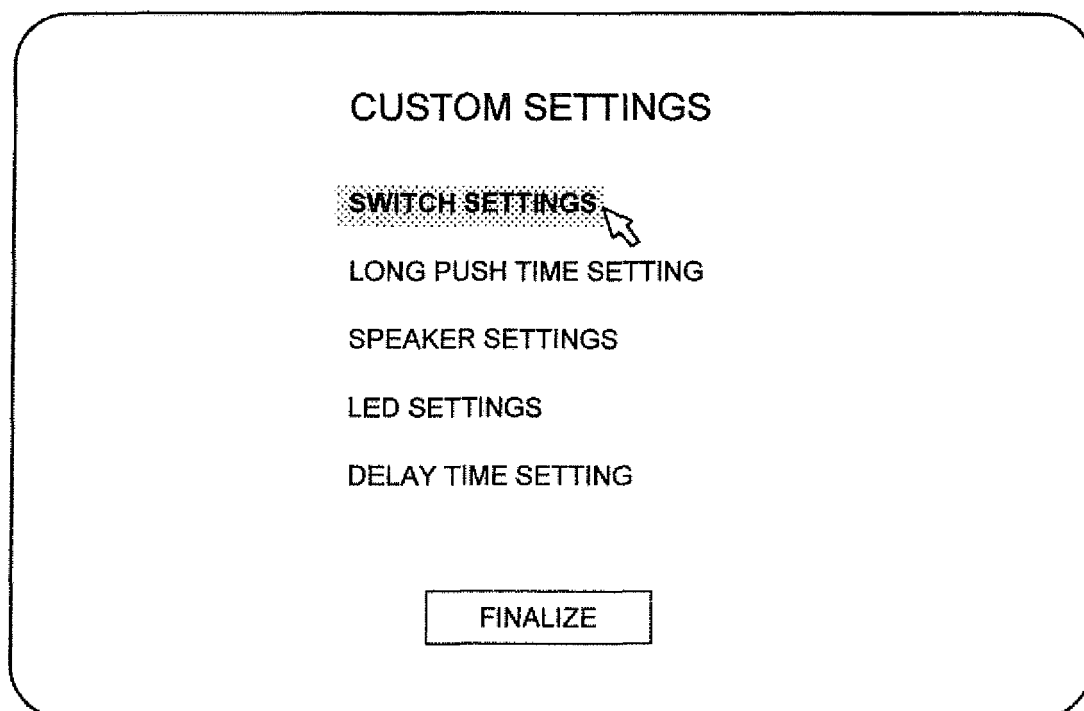 CUSTOM SETTINGS
SWITCH SETTINGS
LONG PUSH TIME SETTING
SPEAKER SETTINGS
LED SETTINGS
DELAY TIME SETTING
FINALIZE